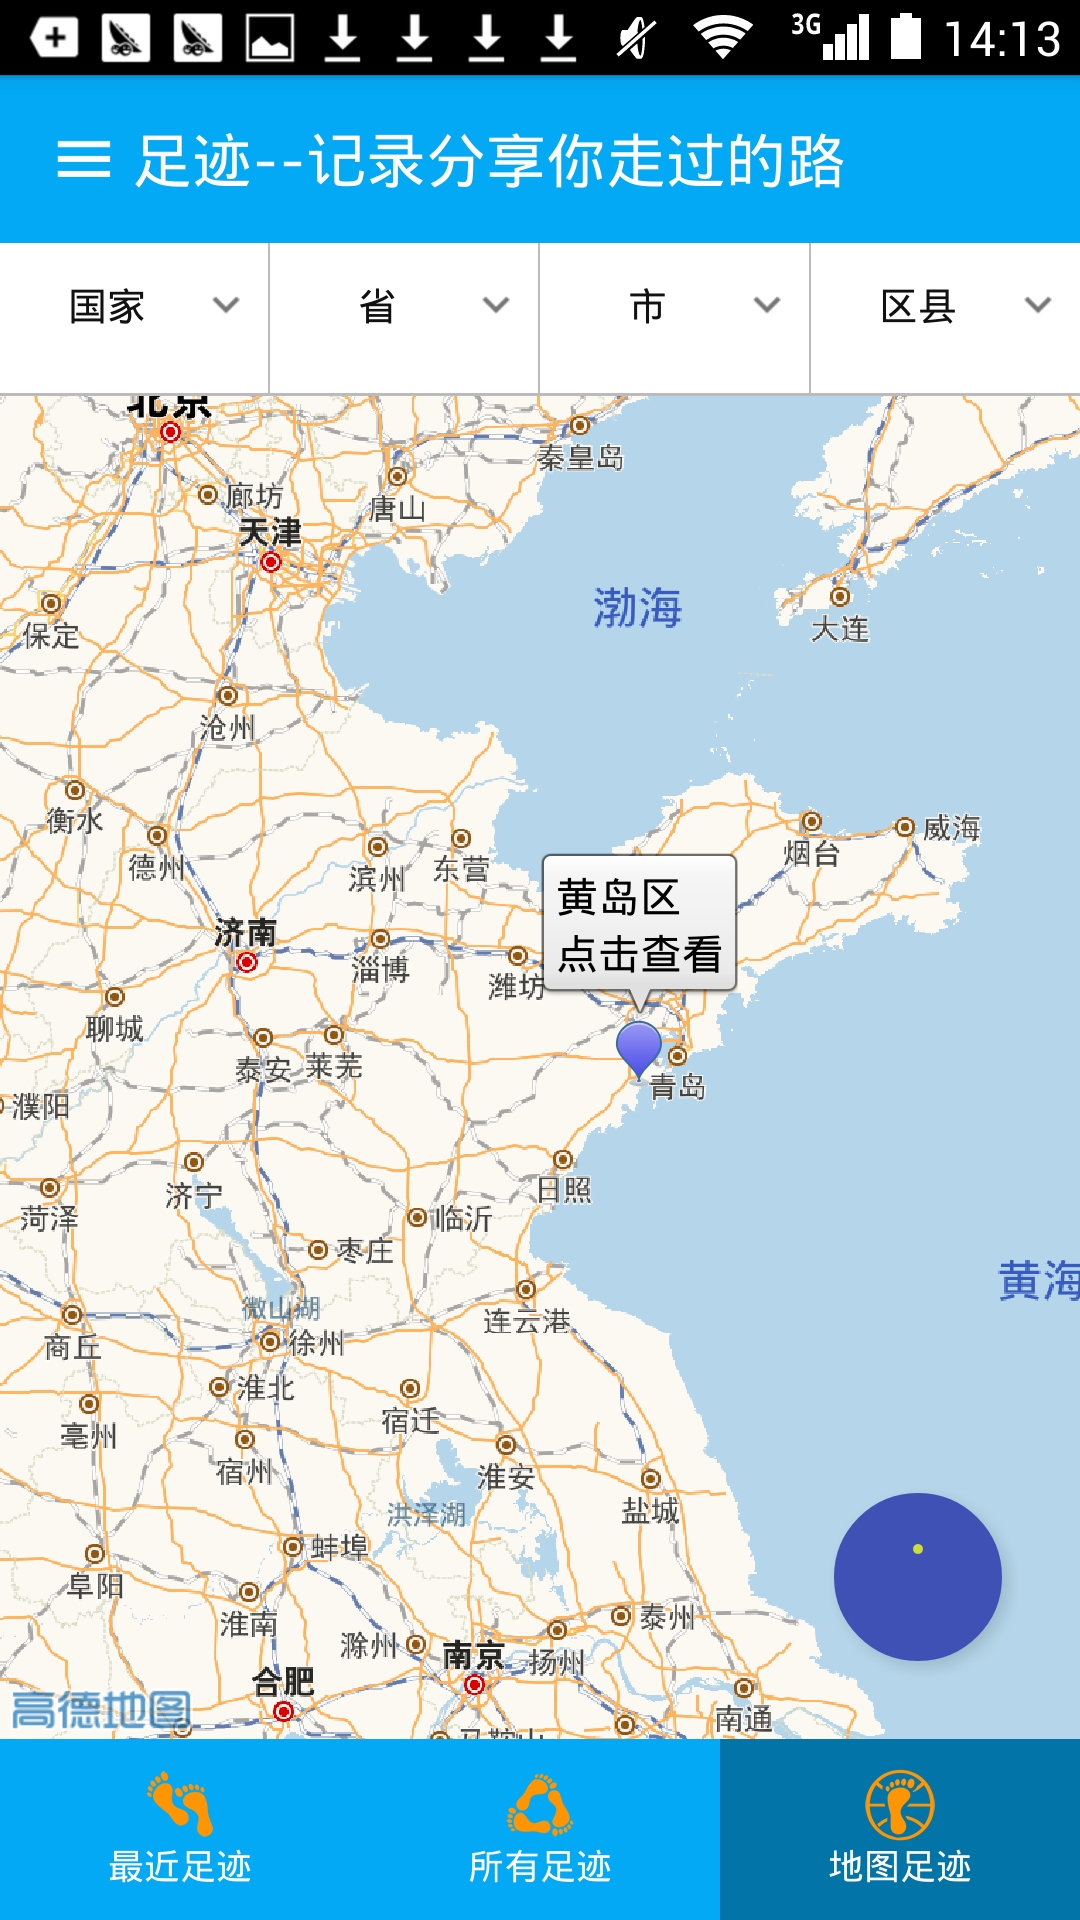 3G 14:13
足迹--记录分享你走过的路
国家 省 市 区县
北京
秦皇岛
廊坊
唐山
天津
渤海
保定
大连
沧州
衡水
德州
滨州
东营
烟台
威海
黄岛区
点击查看
济南
淄博
潍坊
聊城
泰安
莱芜
青岛
濮阳
济宁
日照
菏泽
临沂
枣庄
黄海
微山湖
连云港
商丘
徐州
淮北
亳州
宿迁
宿州
淮安
盐城
洪泽湖
蚌埠
阜阳
淮南
泰州
滁州
南京
扬州
合肥
高德地图
南通
马鞍山
最近足迹 所有足迹 地图足迹